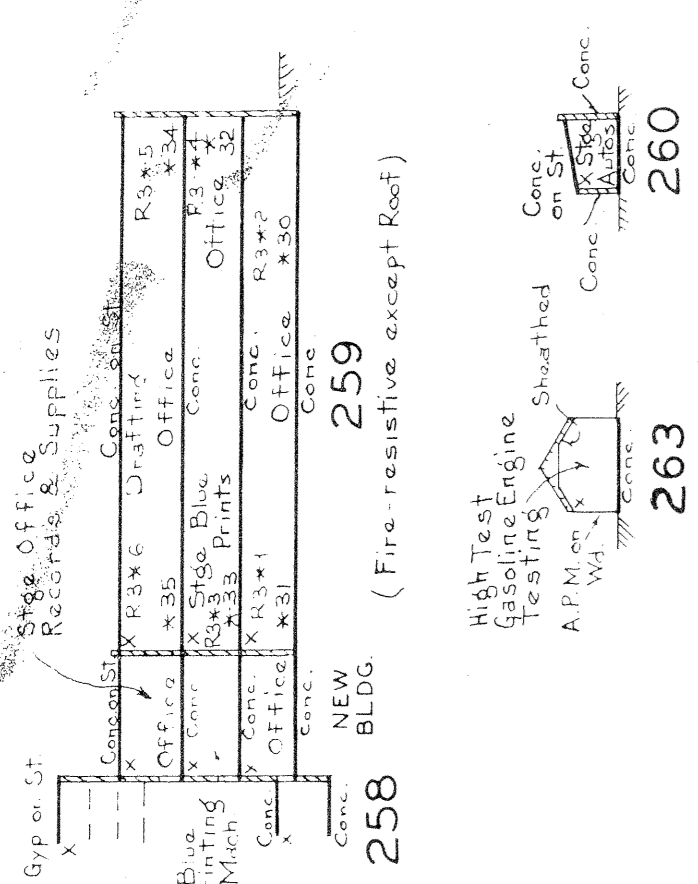 Stge Office
Records & Supplies
Gyp on St.
Conc on St.
Conc on St.
X
X
X R3*6 Drafting R3*5
Office
*35 Office *34
X Conc
X Stge Blue Conc. R3*4
R3*3 Prints Office *
*33 32
X Conc.
X R3*1 Conc. R3*2
Office
*31 Office *30
Conc.
Conc
Blue
inting
Mach
Conc.
X
Conc.
NEW
BLDG.
258
259
(Fire-resistive except Roof)
High Test
Gasoline Engine
Testing
Sheathed
A.P.M. on
Wd.
X
Conc.
263
Conc.
on St.
Conc.
Conc.
X Stge
Autos
Conc.
260